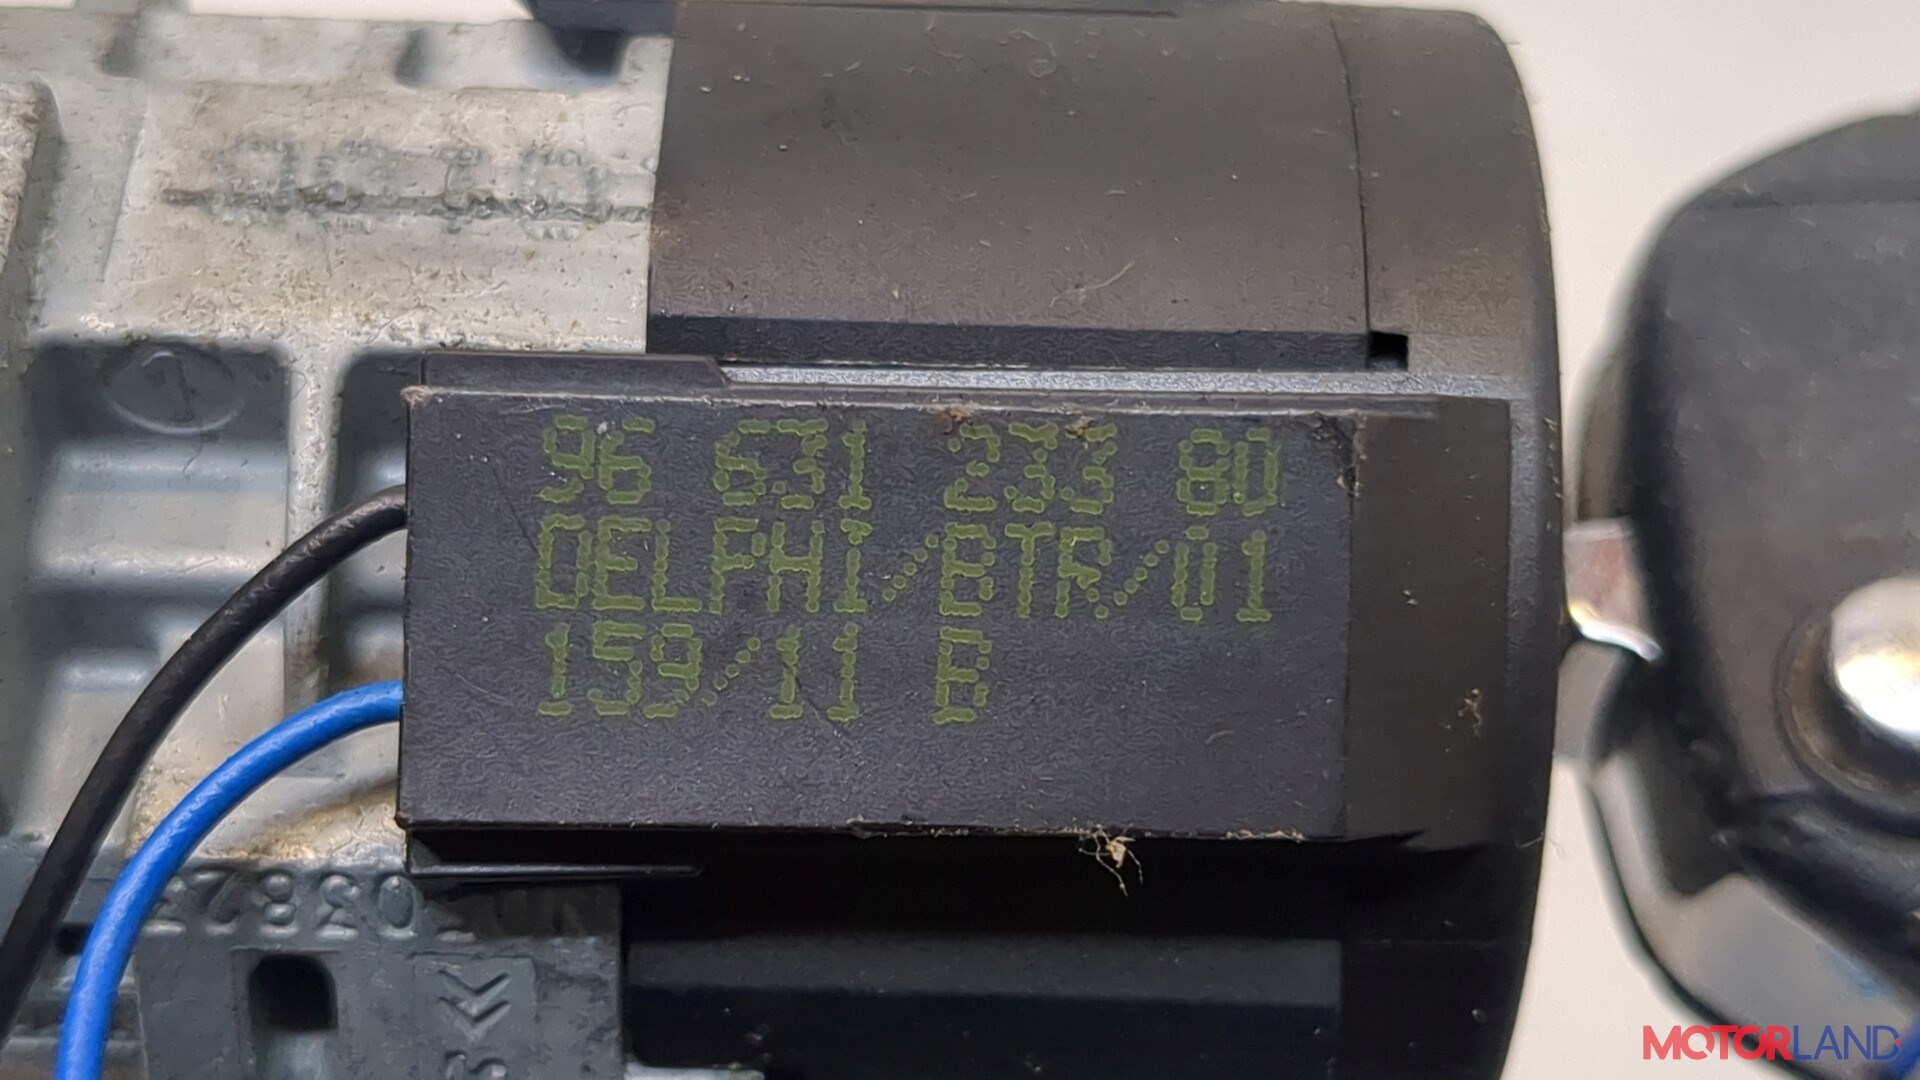 96 631 233 80
DELPHI/BTR/01
159/11 B
MOTORLAND